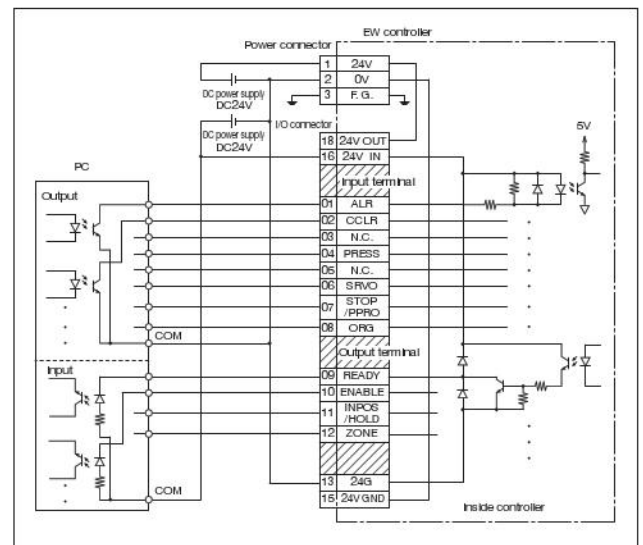 EW controller
Power connector
1 24V
2 0V
3 F. G.
DC power supply
DC24V
I/O connector
DC power supply
DC24V
18 24V OUT
16 24V IN
5V
PC
Input terminal
Output
01 ALR
02 CCLR
03 N.C.
04 PRESS
05 N.C.
06 SRVO
07 STOP
/PPRO
08 ORG
COM
Output terminal
Input
09 READY
10 ENABLE
11 INPOS
/HOLD
12 ZONE
13 24G
COM
15 24V GND
Inside controller